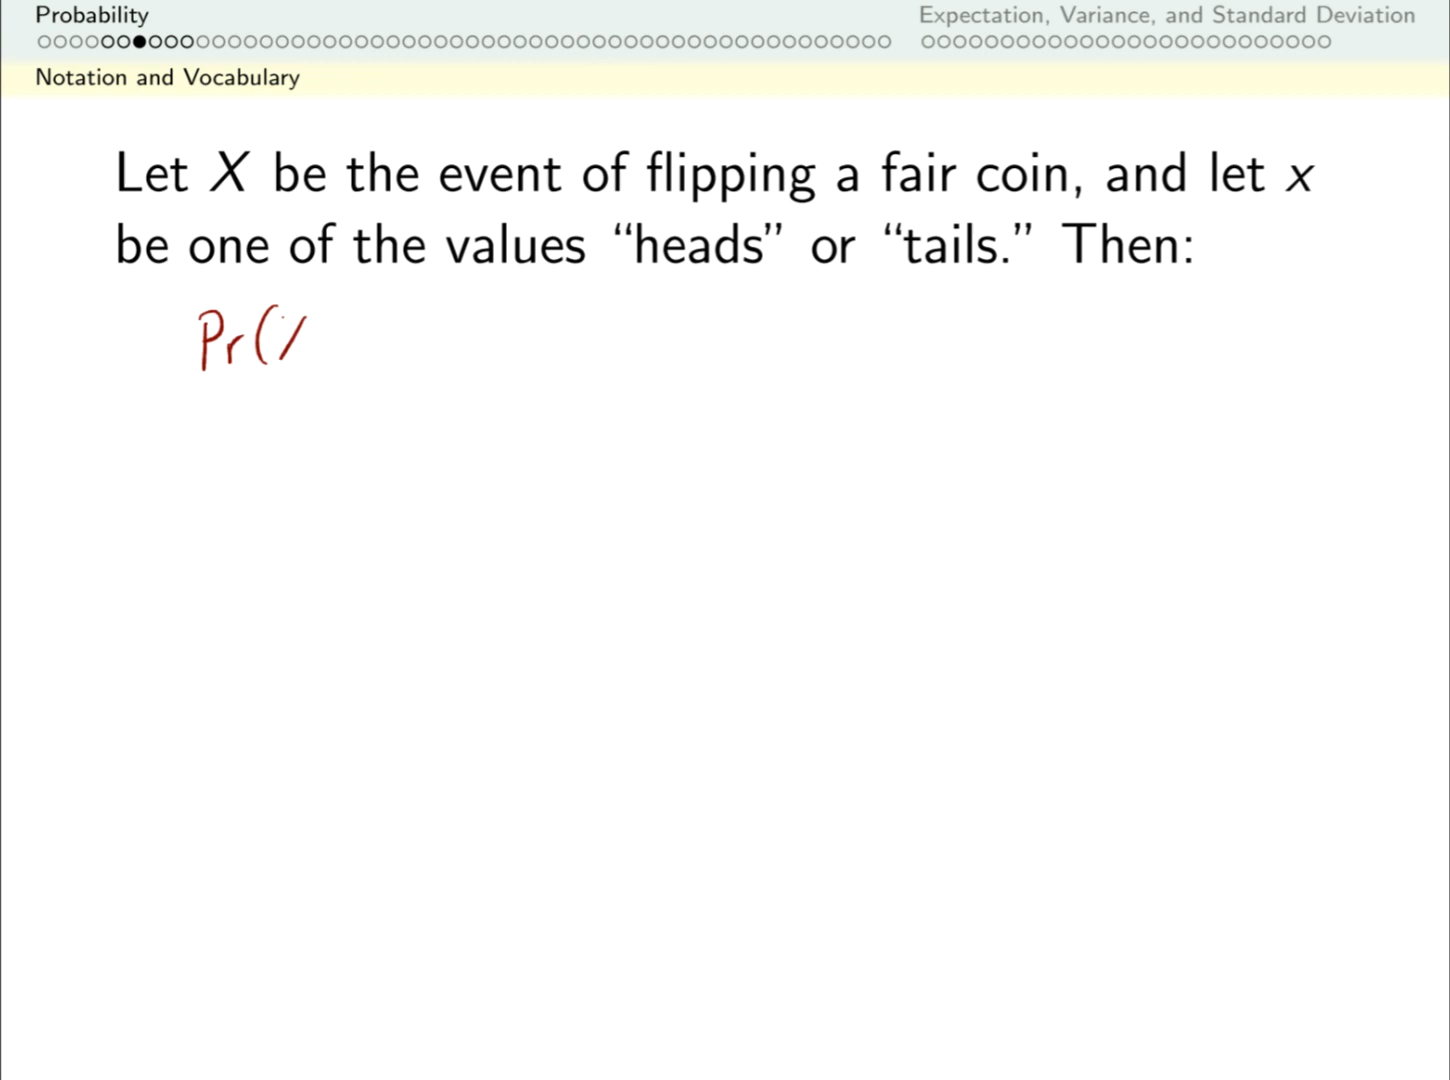 Probability
Expectation, Variance, and Standard Deviation
Notation and Vocabulary
Let X be the event of flipping a fair coin, and let x
be one of the values “heads” or “tails.” Then:
Pr(